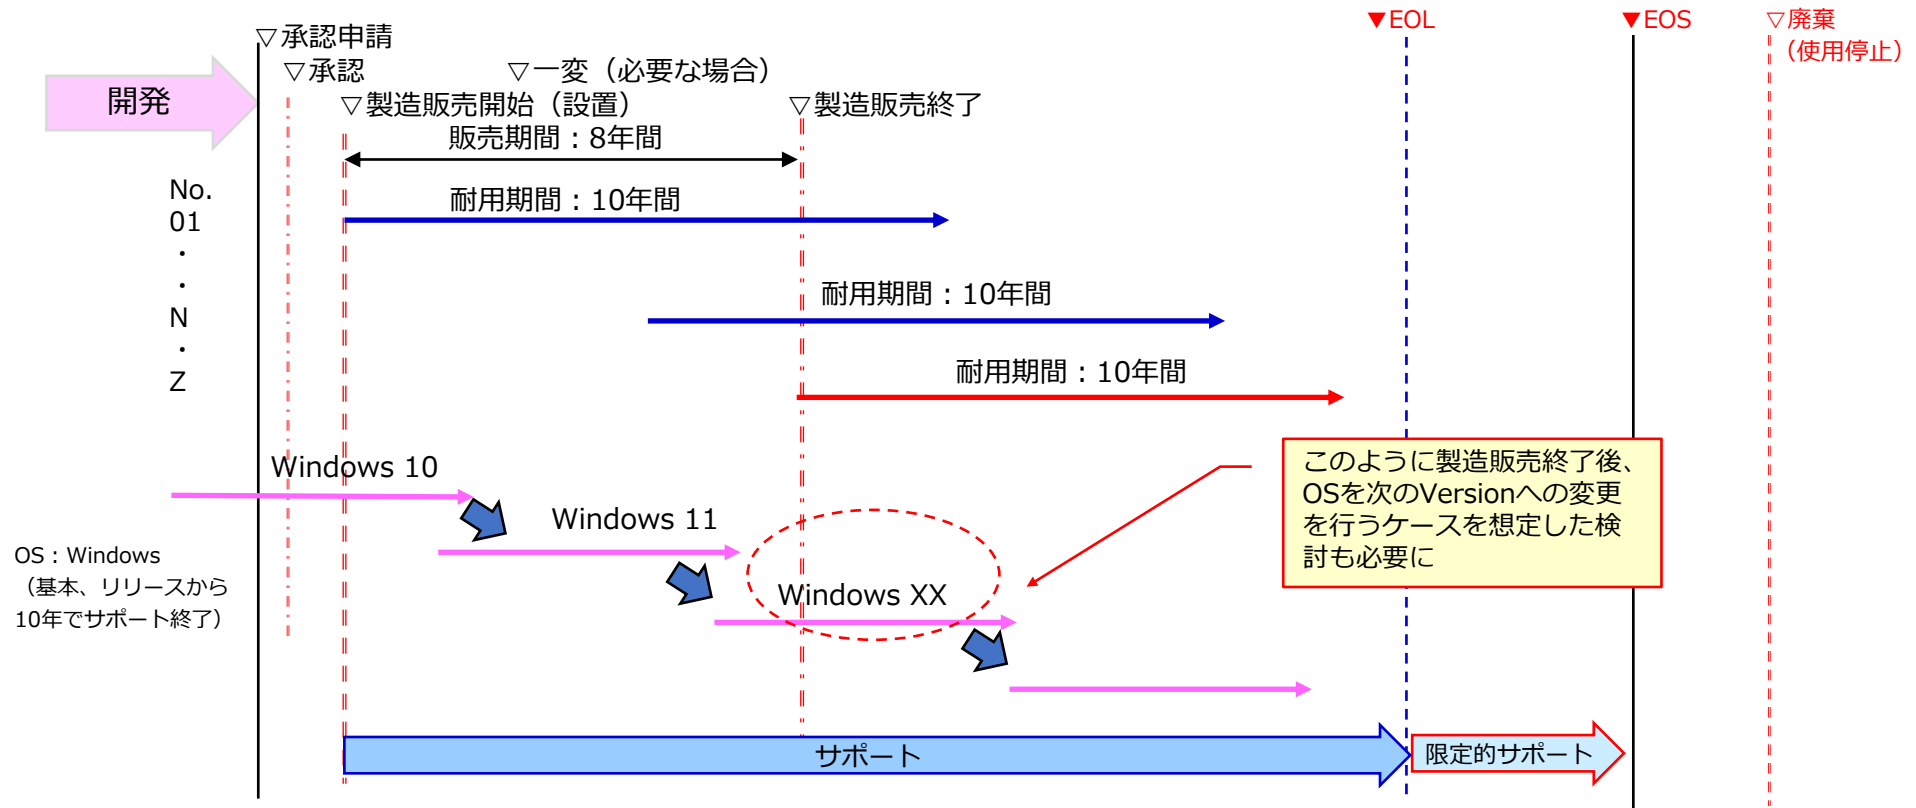 ▼EOL
▼EOS
▽廃棄
（使用停止）
▽承認申請
▽承認
▽一変（必要な場合）
開発
▽製造販売開始（設置）
▽製造販売終了
販売期間：8年間
No.
01
・
・
N
・
Z
耐用期間：10年間
耐用期間：10年間
耐用期間：10年間
Windows 10
Windows 11
Windows XX
このように製造販売終了後、
OSを次のVersionへの変更
を行うケースを想定した検
討も必要に
OS：Windows
（基本、リリースから
10年でサポート終了）
サポート
限定的サポート